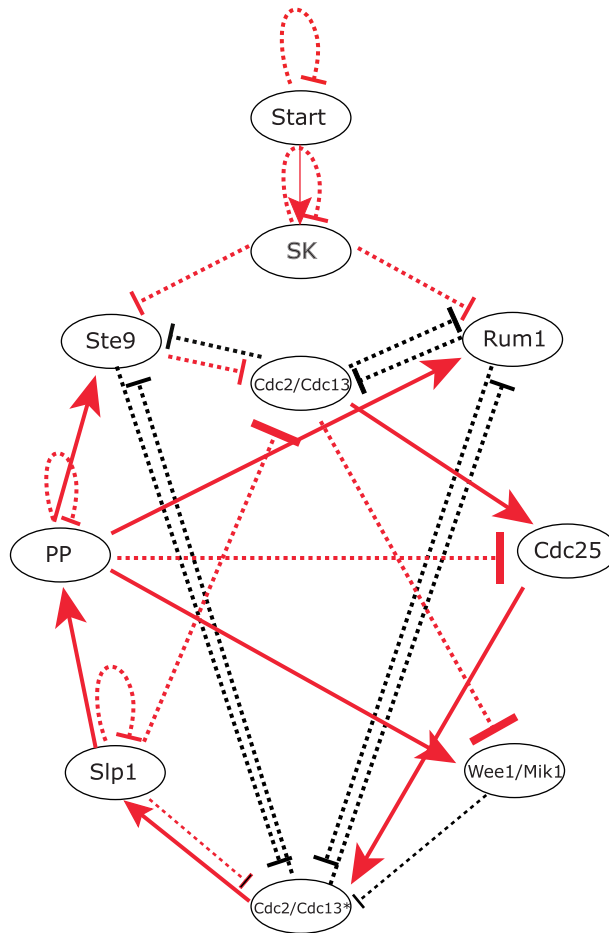 Start
SK
Ste9
Rum1
Cdc2/Cdc13
PP
Cdc25
Slp1
Wee1/Mik1
Cdc2/Cdc13*